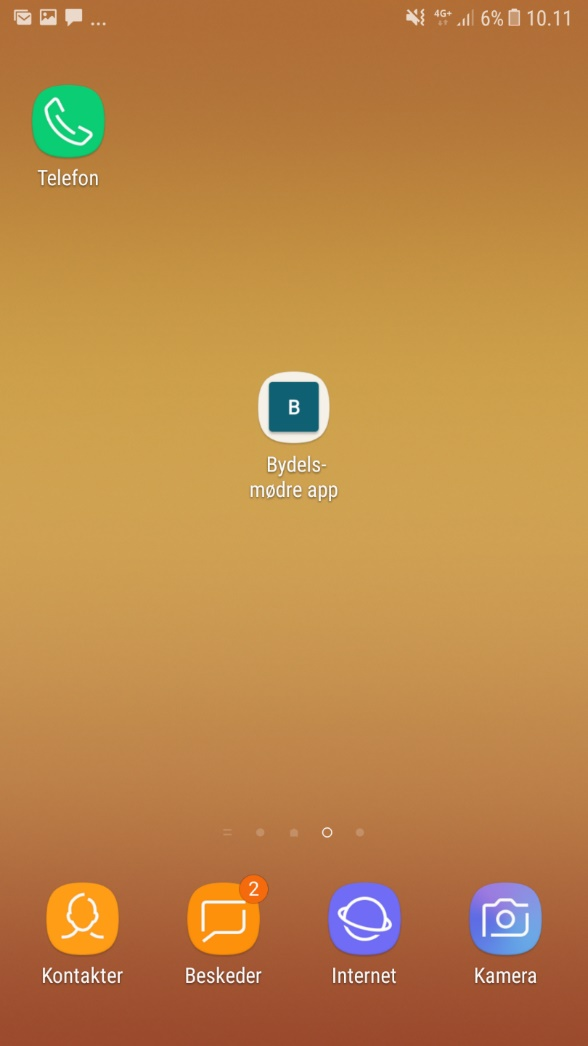 4G+ 6% 10.11
Telefon
B
Bydels-
mødre app
2
Kontakter Beskeder Internet Kamera